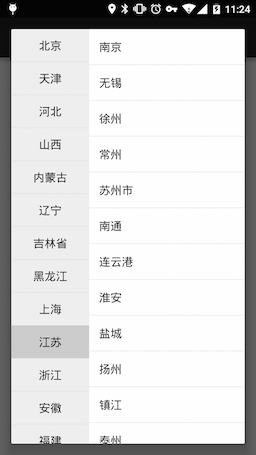 11:24
北京
天津
河北
山西
内蒙古
辽宁
吉林省
黑龙江
上海
江苏
浙江
安徽
福建
南京
无锡
徐州
常州
苏州市
南通
连云港
淮安
盐城
扬州
镇江
泰州